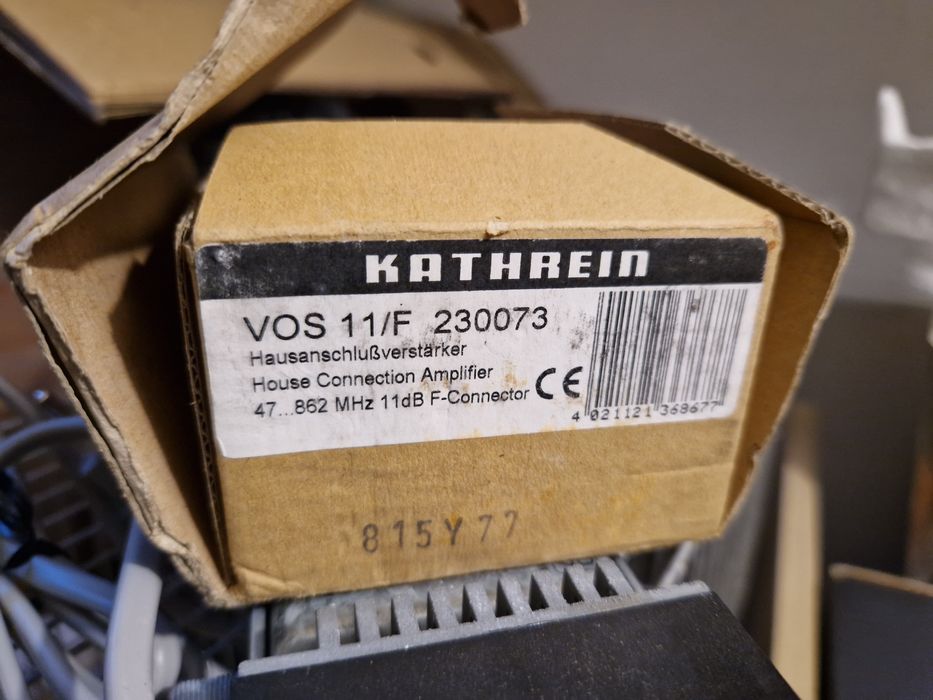 KATHREIN
VOS 11/F 230073
Hausanschlußverstärker
House Connection Amplifier
47...862 MHz 11dB F-Connector CE
4 021121 368677
815Y77